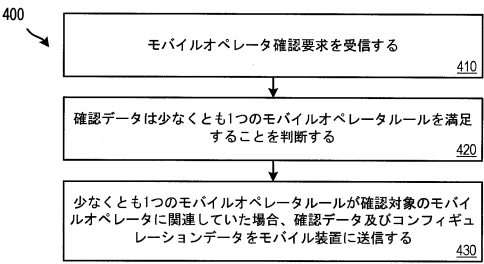 400
モバイルオペレータ確認要求を受信する
410
確認データは少なくとも1つのモバイルオペレータルールを満足
することを判断する
420
少なくとも1つのモバイルオペレータルールが確認対象のモバイ
ルオペレータに関連していた場合、確認データ及びコンフィギュ
レーションデータをモバイル装置に送信する
430